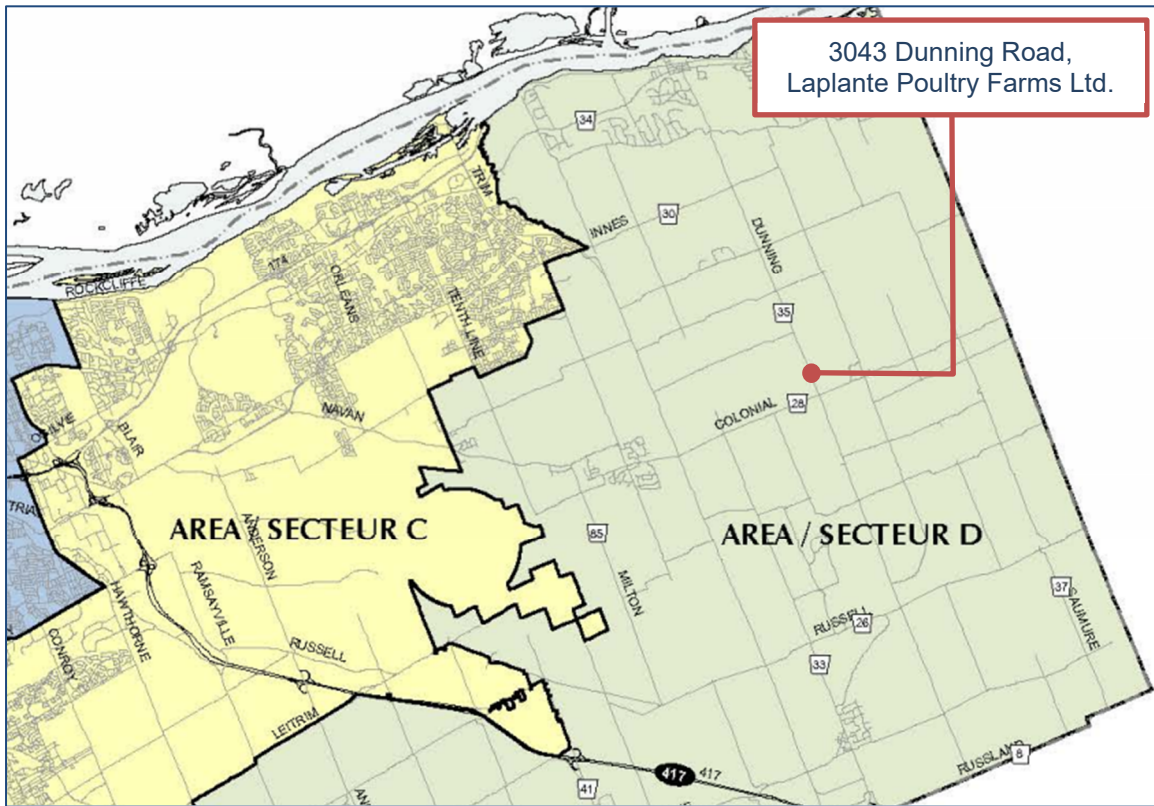 3043 Dunning Road,
Laplante Poultry Farms Ltd.
34
TRIM
INNES
30
DUNNING
174
ORLEANS
ROCKCLIFFE
TENTH LINE
35
NAVAN
COLONIAL
28
OGILVIE
BLAIR
AREA / SECTEUR C
AREA / SECTEUR D
ANDERSON
85
MILTON
HAWTHORNE
RAMSAYVILLE
37
SAUMURE
RUSSELL
26
CONROY
RUSSELL
33
LEITRIM
RUSSLAND
8
417
417
41